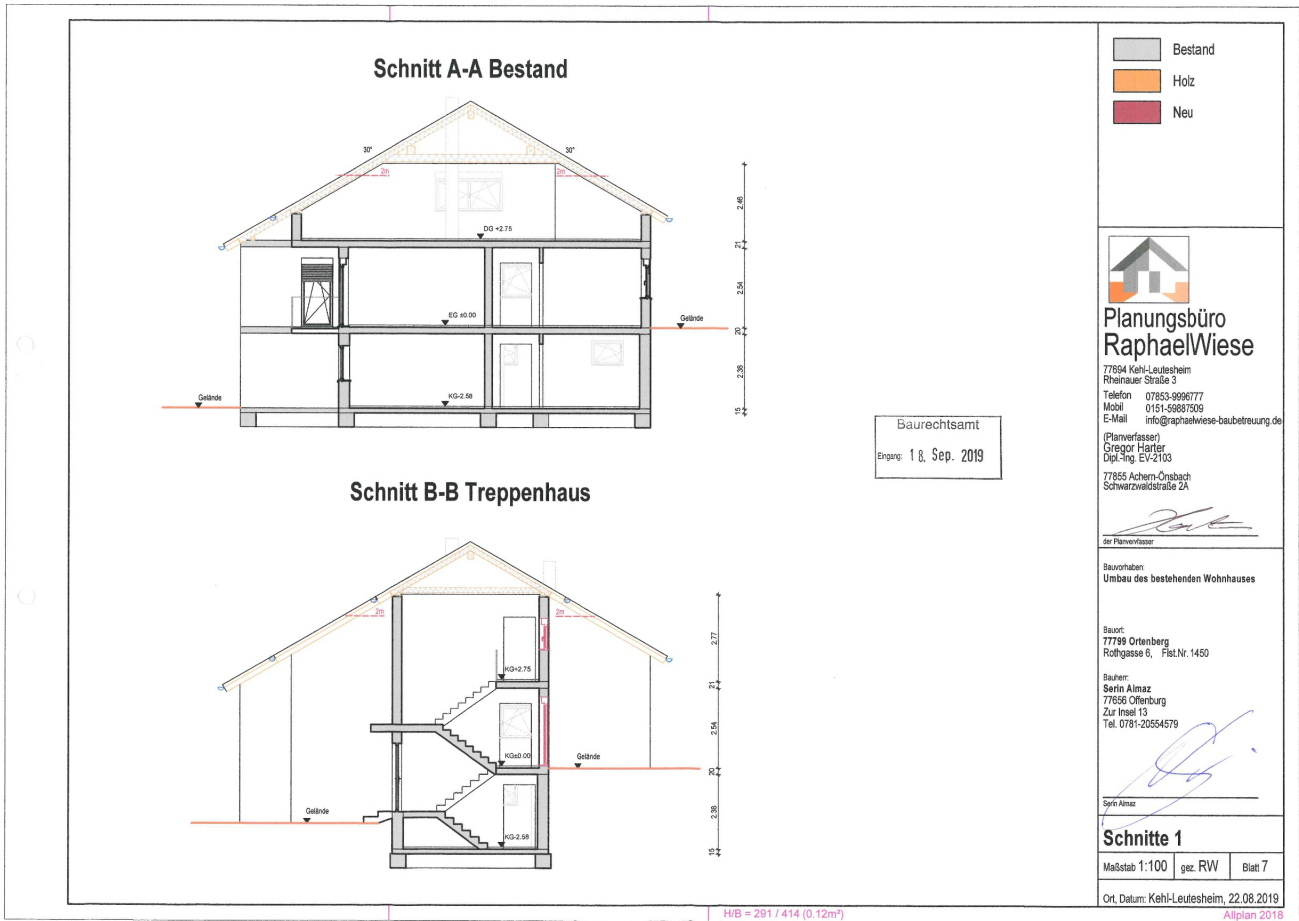 Schnitt A-A Bestand
30°
30°
2m
2m
DG +2.75
EG ±0.00
Gelände
KG-2.58
Gelände
2.46
21
2.54
20
2.38
15
Baurechtsamt
Eingang: 18. Sep. 2019
Schnitt B-B Treppenhaus
2m
2m
KG+2.75
KG±0.00
Gelände
Gelände
KG-2.58
2.77
21
2.54
20
2.38
15
Bestand
Holz
Neu
Planungsbüro
RaphaelWiese
77694 Kehl-Leutesheim
Rheinauer Straße 3
Telefon 07853-9996777
Mobil 0151-59887509
E-Mail info@raphaelwiese-baubetreuung.de
(Planverfasser)
Gregor Harter
Dipl.-Ing. EV-2103
77855 Achern-Önsbach
Schwarzwaldstraße 2A
der Planverfasser
Bauvorhaben:
Umbau des bestehenden Wohnhauses
Bauort:
77799 Ortenberg
Rothgasse 6, Flst.Nr. 1450
Bauherr:
Serin Almaz
77656 Offenburg
Zur Insel 13
Tel. 0781-20554579
Serin Almaz
Schnitte 1
Maßstab 1:100 gez. RW Blatt 7
Ort, Datum: Kehl-Leutesheim, 22.08.2019
H/B = 291 / 414 (0.12m²)
Allplan 2018